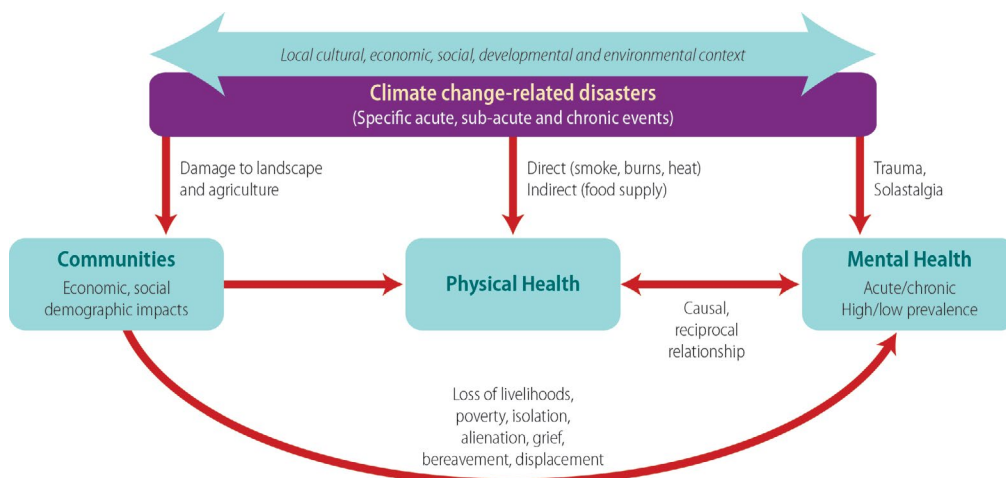 Local cultural, economic, social, developmental and environmental context
Climate change-related disasters
(Specific acute, sub-acute and chronic events)
Damage to landscape
and agriculture
Direct (smoke, burns, heat)
Indirect (food supply)
Trauma,
Solastalgia
Communities
Economic, social
demographic impacts
Physical Health
Mental Health
Acute/chronic
High/low prevalence
Causal,
reciprocal
relationship
Loss of livelihoods,
poverty, isolation,
alienation, grief,
bereavement, displacement